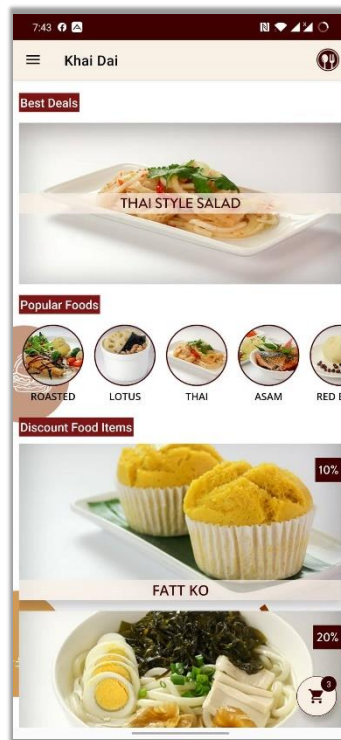 7:43
Khai Dai
Best Deals
THAI STYLE SALAD
Popular Foods
ROASTED LOTUS THAI ASAM RED
Discount Food Items
10%
FATT KO
20%
3